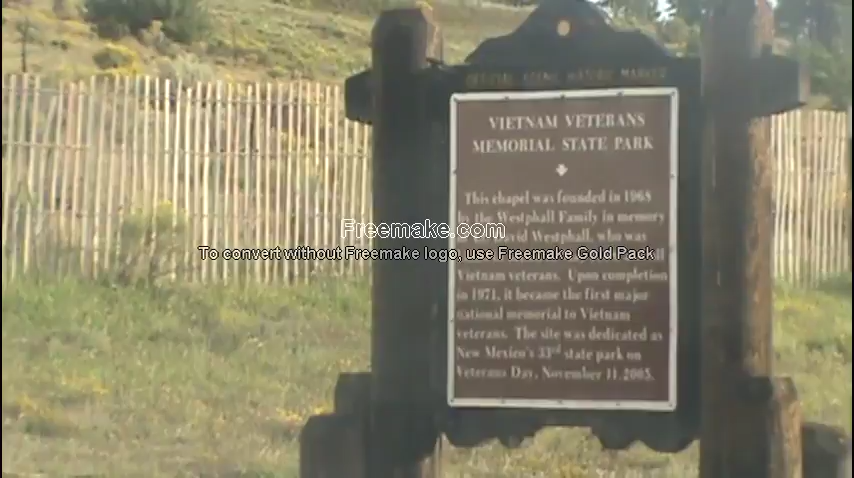 OFFICIAL SCENIC HISTORIC MARKER
VIETNAM VETERANS
MEMORIAL STATE PARK
This chapel was founded in 1968
by the Westphall Family in memory
David Westphall, who was
Freemake.com
To convert without Freemake logo, use Freemake Gold Pack
Vietnam veterans. Upon completion
in 1971, it became the first major
national memorial to Vietnam
veterans. The site was dedicated as
New Mexico's 33rd state park on
Veterans Day, November 11, 2005.